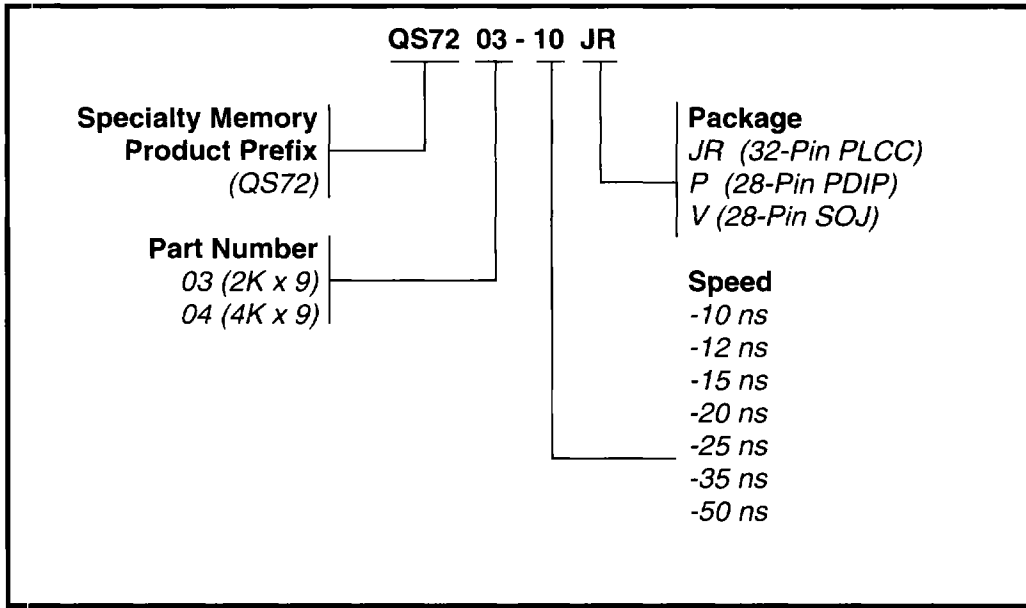 QS72 03 - 10 JR
Specialty Memory
Product Prefix
(QS72)
Part Number
03 (2K x 9)
04 (4K x 9)
Package
JR (32-Pin PLCC)
P (28-Pin PDIP)
V (28-Pin SOJ)
Speed
-10 ns
-12 ns
-15 ns
-20 ns
-25 ns
-35 ns
-50 ns